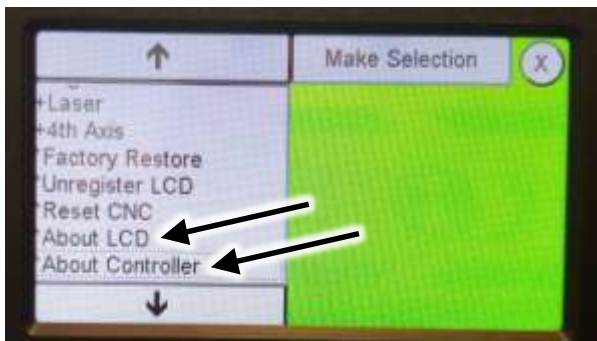 Make Selection
X
+Laser
+4th Axis
*Factory Restore
*Unregister LCD
*Reset CNC
*About LCD
*About Controller